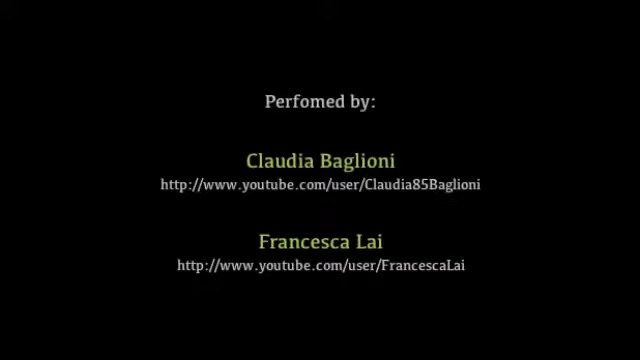 Perfomed by:
Claudia Baglioni
http://www.youtube.com/user/Claudia85Baglioni
Francesca Lai
http://www.youtube.com/user/FrancescaLai